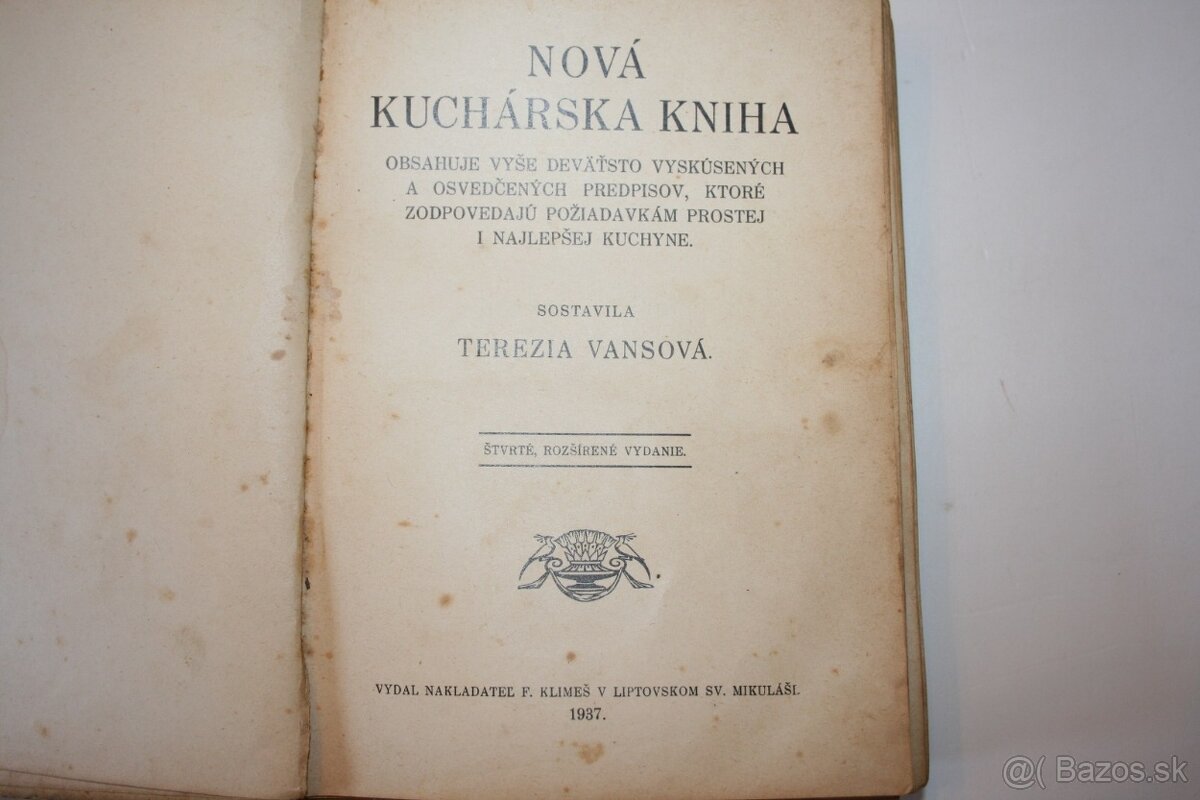 NOVÁ
KUCHÁRSKA KNIHA
OBSAHUJE VYŠE DEVÄŤSTO VYSKÚSENÝCH
A OSVEDČENÝCH PREDPISOV, KTORÉ
ZODPOVEDAJÚ POŽIADAVKÁM PROSTEJ
I NAJLEPŠEJ KUCHYNE.
SOSTAVILA
TEREZIA VANSOVÁ.
ŠTVRTÉ, ROZŠÍRENÉ VYDANIE.
VYDAL NAKLADATEĽ F. KLIMEŠ V LIPTOVSKOM SV. MIKULÁŠI.
1937.
@( Bazos.sk